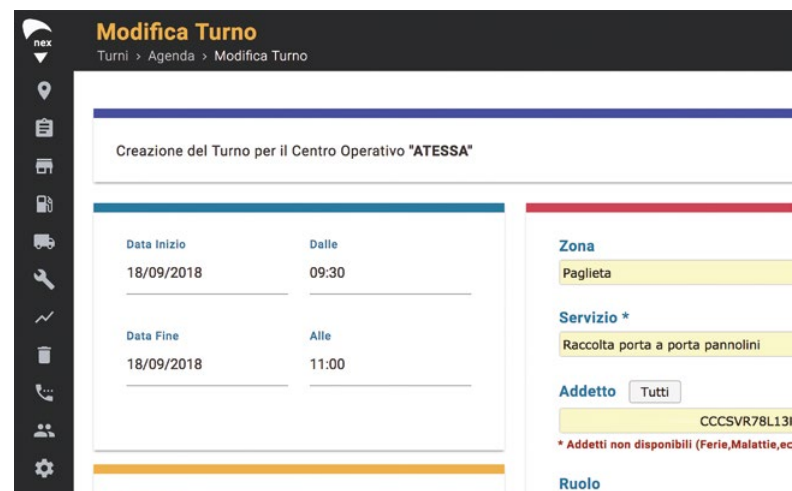 nex
Modifica Turno
Turni › Agenda › Modifica Turno
Creazione del Turno per il Centro Operativo "ATESSA"
Data Inizio
Dalle
18/09/2018
09:30
Data Fine
Alle
18/09/2018
11:00
Zona
Paglieta
Servizio *
Raccolta porta a porta pannolini
Addetto Tutti
CCCSVR78L13
* Addetti non disponibili (Ferie,Malattie,ec
Ruolo